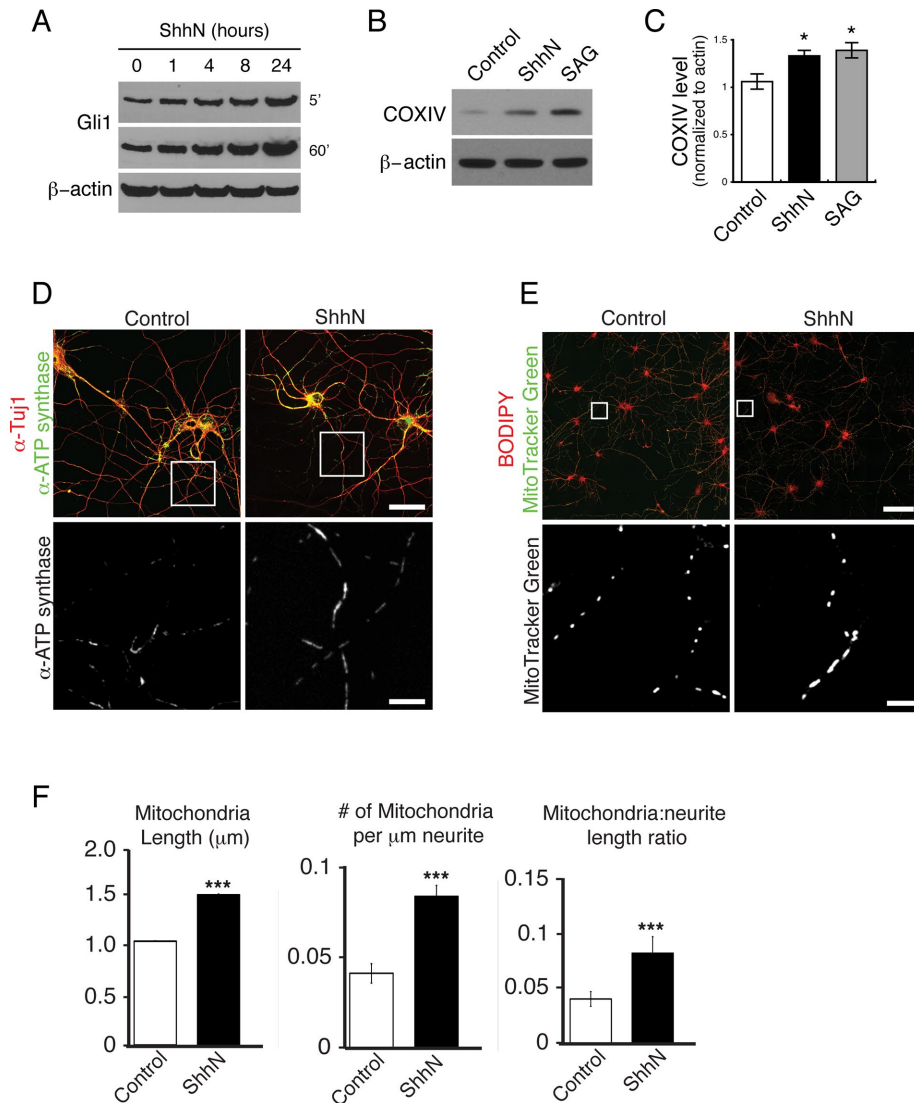 A
ShhN (hours)
0 1 4 8 24
Gli1
5’
60’
β–actin
B
Control
ShhN
SAG
COXIV
β–actin
C
COXIV level
(normalized to actin)
1.5
1
0.5
0
*
*
Control
ShhN
SAG
D
Control
ShhN
α-Tuj1
α-ATP synthase
α-ATP synthase
E
Control
ShhN
BODIPY
MitoTracker Green
MitoTracker Green
F
Mitochondria
Length (μm)
2.0
1.5
1.0
0.5
0
***
Control
ShhN
# of Mitochondria
per μm neurite
0.1
0.05
0
***
Control
ShhN
Mitochondria:neurite
length ratio
0.15
0.1
0.05
0
***
Control
ShhN